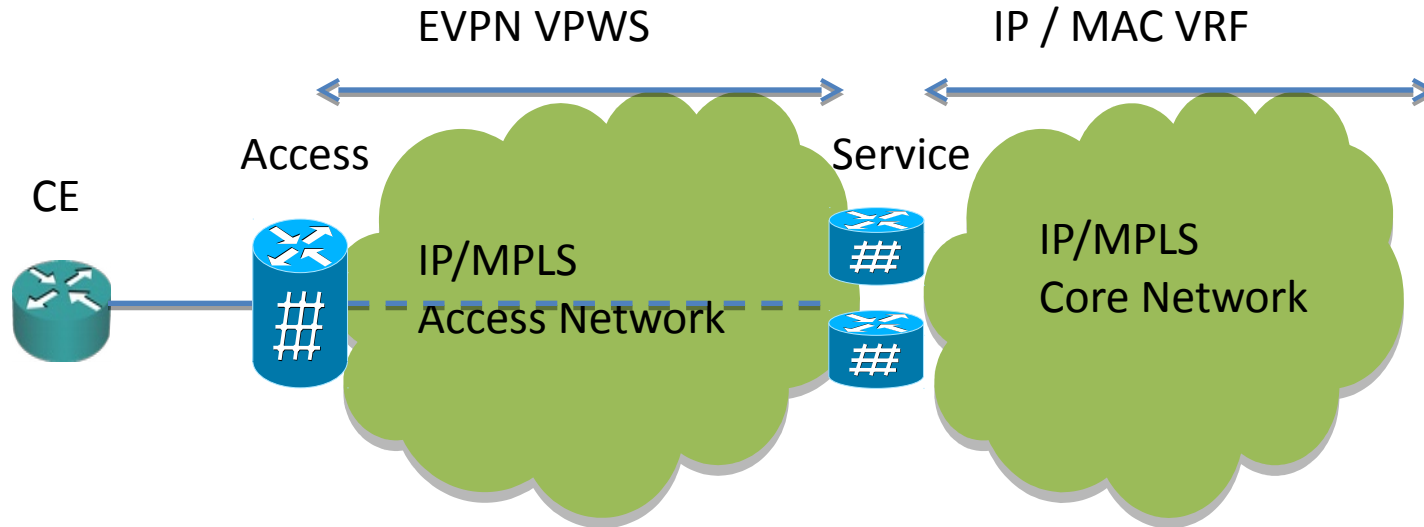 EVPN VPWS
IP / MAC VRF
Access
Service
CE
IP/MPLS
Access Network
IP/MPLS
Core Network